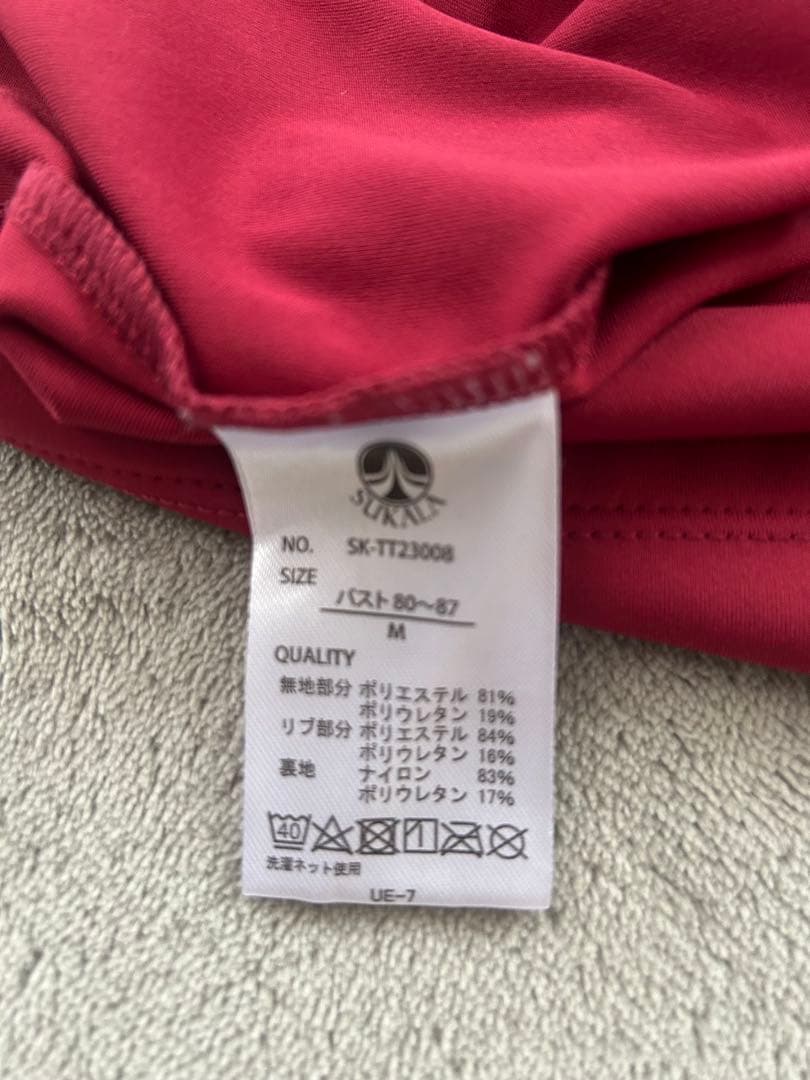 SUKALA
NO. SK-TT23008
SIZE バスト80～87
M
QUALITY
無地部分 ポリエステル 81%
ポリウレタン 19%
リブ部分 ポリエステル 84%
ポリウレタン 16%
裏地 ナイロン 83%
ポリウレタン 17%
40
洗濯ネット使用
UE-7